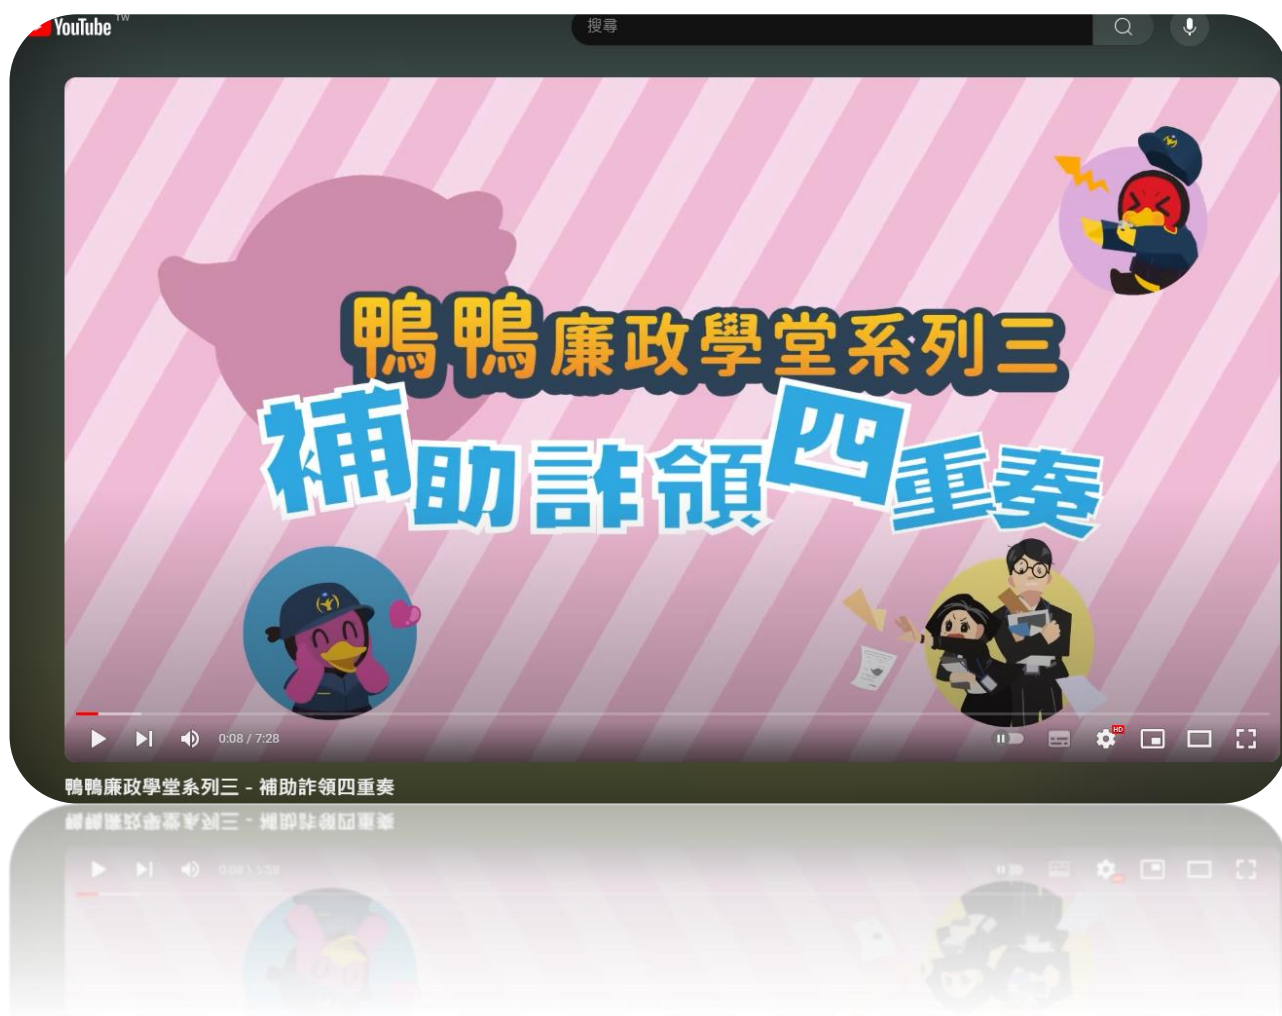 YouTube TW
搜尋
鴨鴨廉政學堂系列三
補助詐領四重奏
0:08 / 7:28
HD
鴨鴨廉政學堂系列三 - 補助詐領四重奏